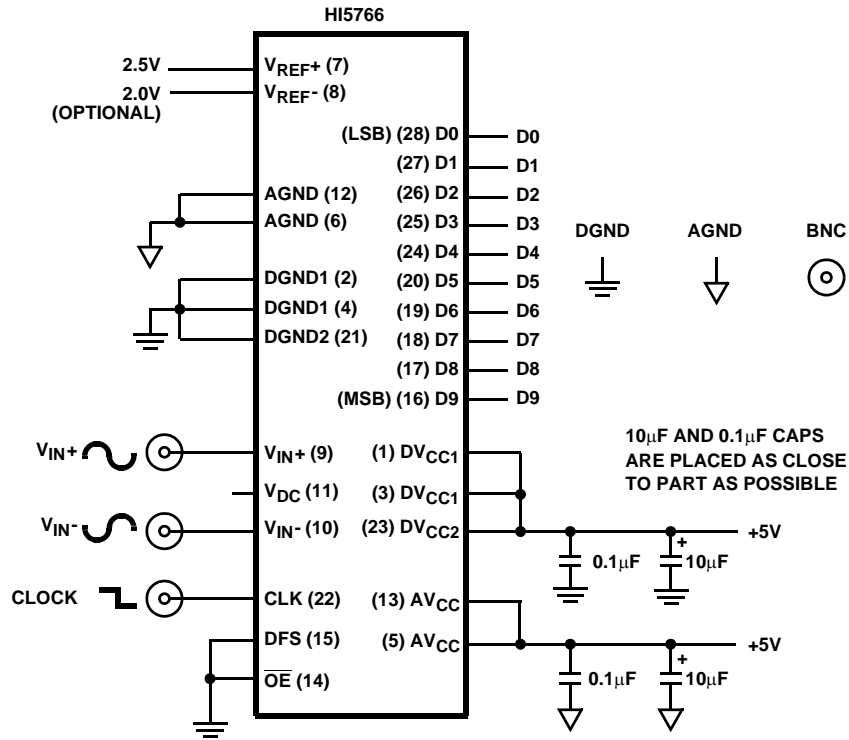 HI5766
2.5V
2.0V
(OPTIONAL)
VREF+ (7)
VREF- (8)
AGND (12)
AGND (6)
DGND1 (2)
DGND1 (4)
DGND2 (21)
VIN+
VIN+ (9)
VDC (11)
VIN-
VIN- (10)
CLOCK
CLK (22)
DFS (15)
OE (14)
(LSB) (28) D0
D0
(27) D1
D1
(26) D2
D2
(25) D3
D3
(24) D4
D4
(20) D5
D5
(19) D6
D6
(18) D7
D7
(17) D8
D8
(MSB) (16) D9
D9
(1) DVCC1
(3) DVCC1
(23) DVCC2
(13) AVCC
(5) AVCC
DGND
AGND
BNC
10μF AND 0.1μF CAPS
ARE PLACED AS CLOSE
TO PART AS POSSIBLE
+5V
0.1μF
+
10μF
+5V
0.1μF
+
10μF